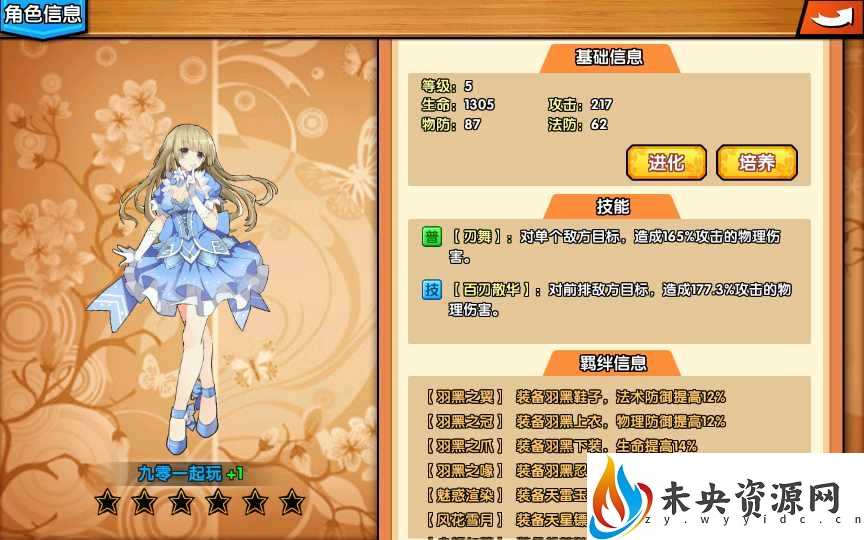 角色信息
基础信息
等级：5
生命：1305 攻击：217
物防：87 法防：62
进化 培养
技能
普 【刃舞】：对单个敌方目标，造成165%攻击的物理伤
害。
技 【百刃散华】：对前排敌方目标，造成177.3%攻击的物
理伤害。
羁绊信息
【羽黑之翼】 装备羽黑鞋子，法术防御提高12%
【羽黑之冠】 装备羽黑上衣，物理防御提高12%
【羽黑之爪】 装备羽黑下装，生命提高14%
【羽黑之喙】 装备羽黑忍
【魅惑渲染】 装备天雷玉
【风花雪月】 装备天星镖
九零一起玩 +1
未央资源网
zy.wyyidc.cn